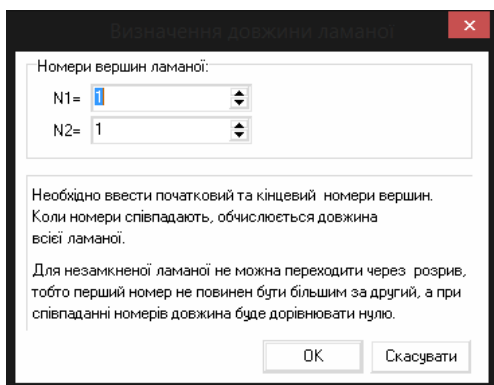 Визначення довжини ламаної
Номери вершин ламаної:
N1= 1
N2= 1
Необхідно ввести початковий та кінцевий номери вершин.
Коли номери співпадають, обчислюється довжина
всієї ламаної.
Для незамкненої ламаної не можна переходити через розрив,
тобто перший номер не повинен бути більшим за другий, а при
співпаданні номерів довжина буде дорівнювати нулю.
OK Скасувати